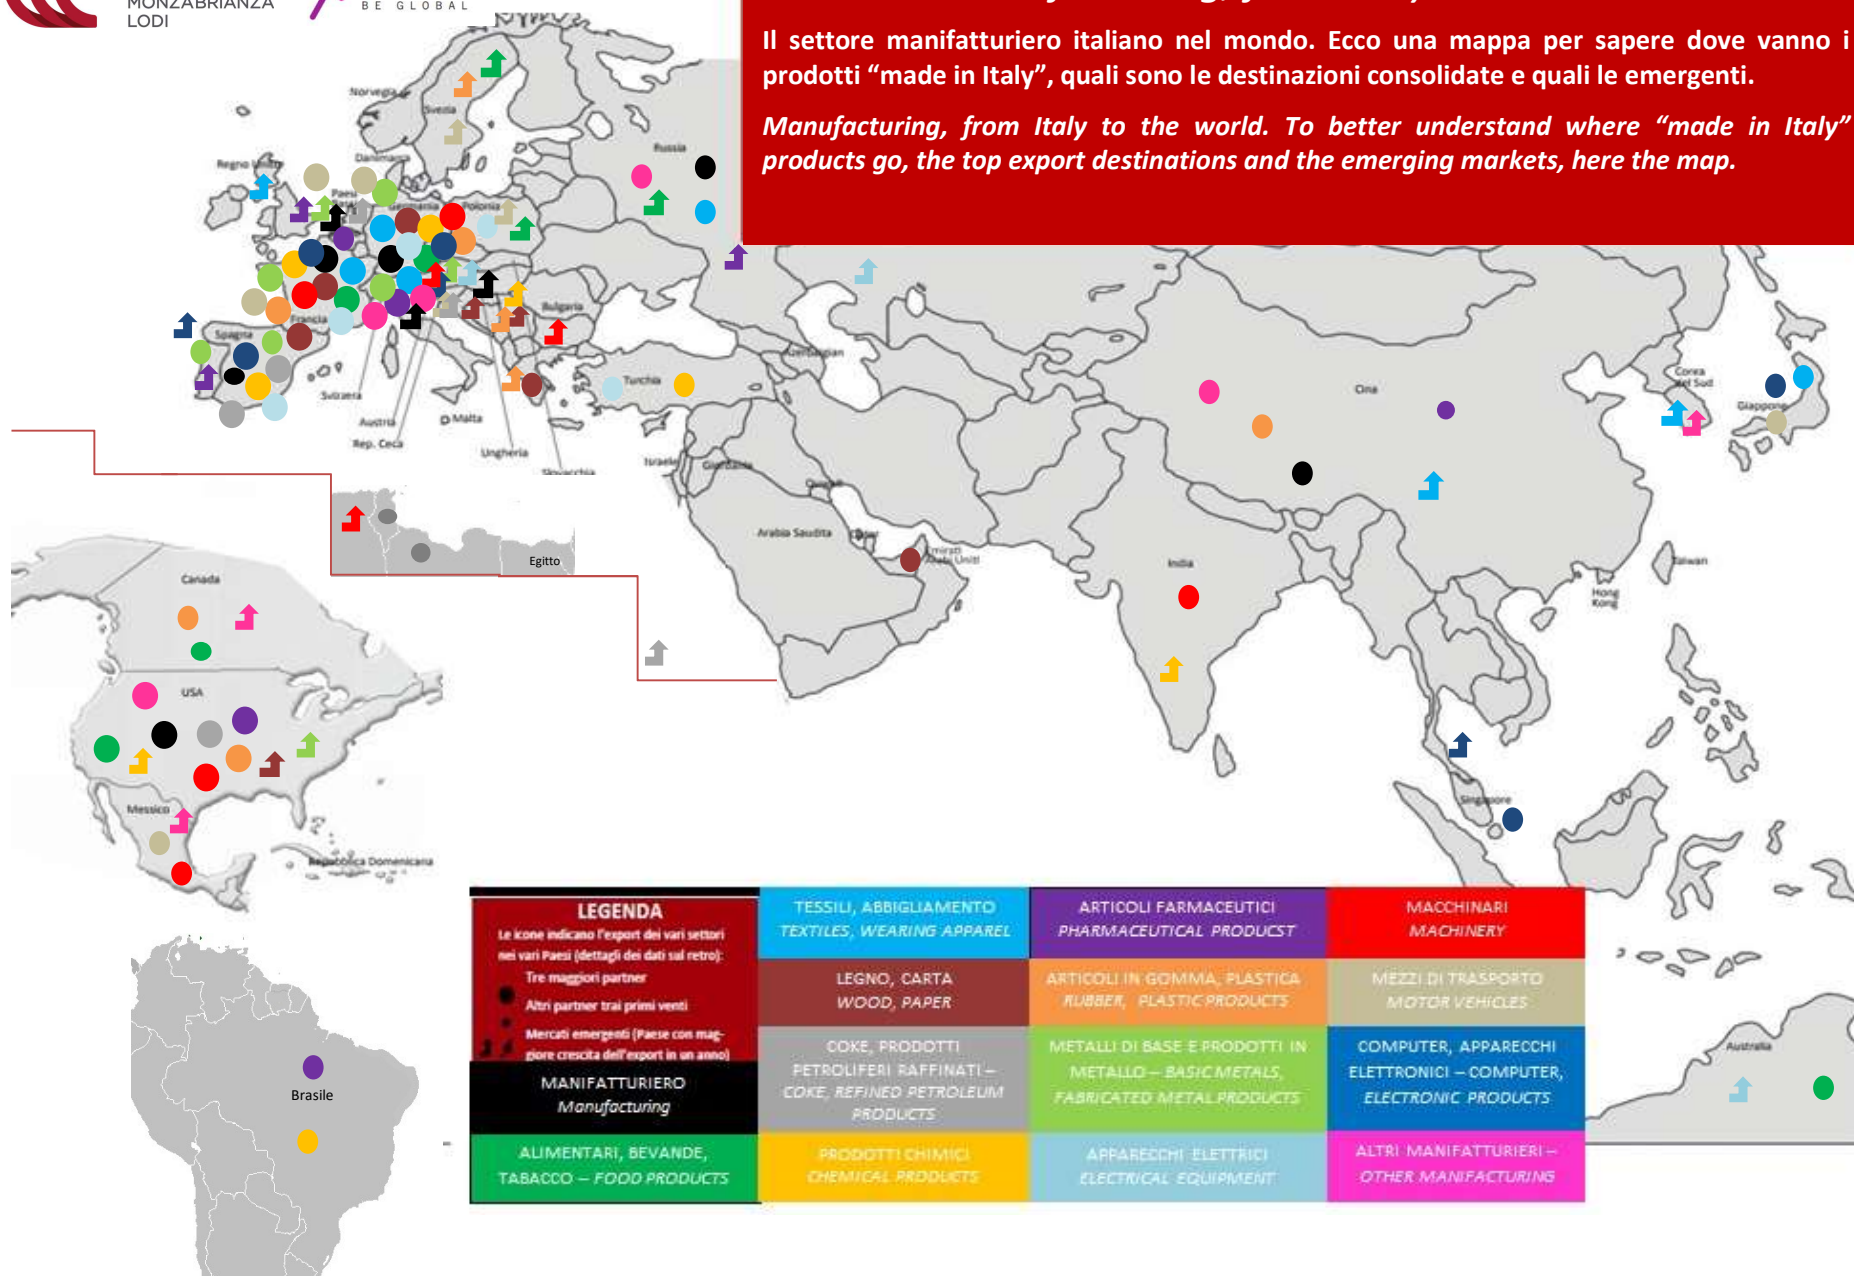 MONZABRIANZA
LODI
BE GLOBAL
Il settore manifatturiero italiano nel mondo. Ecco una mappa per sapere dove vanno i
prodotti “made in Italy”, quali sono le destinazioni consolidate e quali le emergenti.
Manufacturing, from Italy to the world. To better understand where “made in Italy”
products go, the top export destinations and the emerging markets, here the map.
Norvegia
Svezia
Russia
Regno Unito
Danimarca
Paesi
Germania
Polonia
Francia
Bulgaria
Spagna
Svizzera
Austria
Rep. Ceca
Malta
Ungheria
Slovacchia
Turchia
Azerbaigian
Israele
Giordania
Kuwait
Arabia Saudita
Qatar
Emirati
Arabi Uniti
Cina
Corea
del Sud
Giappone
India
Taiwan
Hong
Kong
Singapore
Egitto
Canada
USA
Messico
Repubblica Domenicana
Brasile
Australia
LEGENDA
Le icone indicano l'export dei vari settori
nei vari Paesi (dettagli dei dati sul retro):
Tre maggiori partner
Altri partner trai primi venti
Mercati emergenti (Paese con mag-
giore crescita dell'export in un anno)
MANIFATTURIERO
Manufacturing
ALIMENTARI, BEVANDE,
TABACCO – FOOD PRODUCTS
TESSILI, ABBIGLIAMENTO
TEXTILES, WEARING APPAREL
LEGNO, CARTA
WOOD, PAPER
COKE, PRODOTTI
PETROLIFERI RAFFINATI –
COKE, REFINED PETROLEUM
PRODUCTS
PRODOTTI CHIMICI
CHEMICAL PRODUCTS
ARTICOLI FARMACEUTICI
PHARMACEUTICAL PRODUCST
ARTICOLI IN GOMMA, PLASTICA
RUBBER, PLASTIC PRODUCTS
METALLI DI BASE E PRODOTTI IN
METALLO – BASIC METALS,
FABRICATED METAL PRODUCTS
APPARECCHI ELETTRICI
ELECTRICAL EQUIPMENT
MACCHINARI
MACHINERY
MEZZI DI TRASPORTO
MOTOR VEHICLES
COMPUTER, APPARECCHI
ELETTRONICI – COMPUTER,
ELECTRONIC PRODUCTS
ALTRI MANIFATTURIERI –
OTHER MANIFACTURING